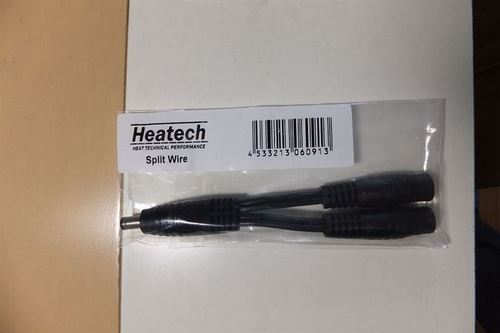 Heatech
HEAT TECHNICAL PERFORMANCE
Split Wire
4 533213 060913